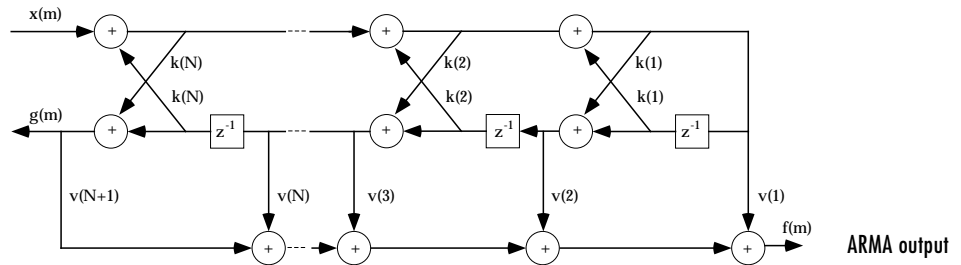 x(m)
+
+
+
k(N)
k(2)
k(1)
k(N)
k(2)
k(1)
g(m)
+
z-1
+
z-1
+
z-1
v(N+1)
v(N)
v(3)
v(2)
v(1)
f(m)
+
+
+
+
ARMA output